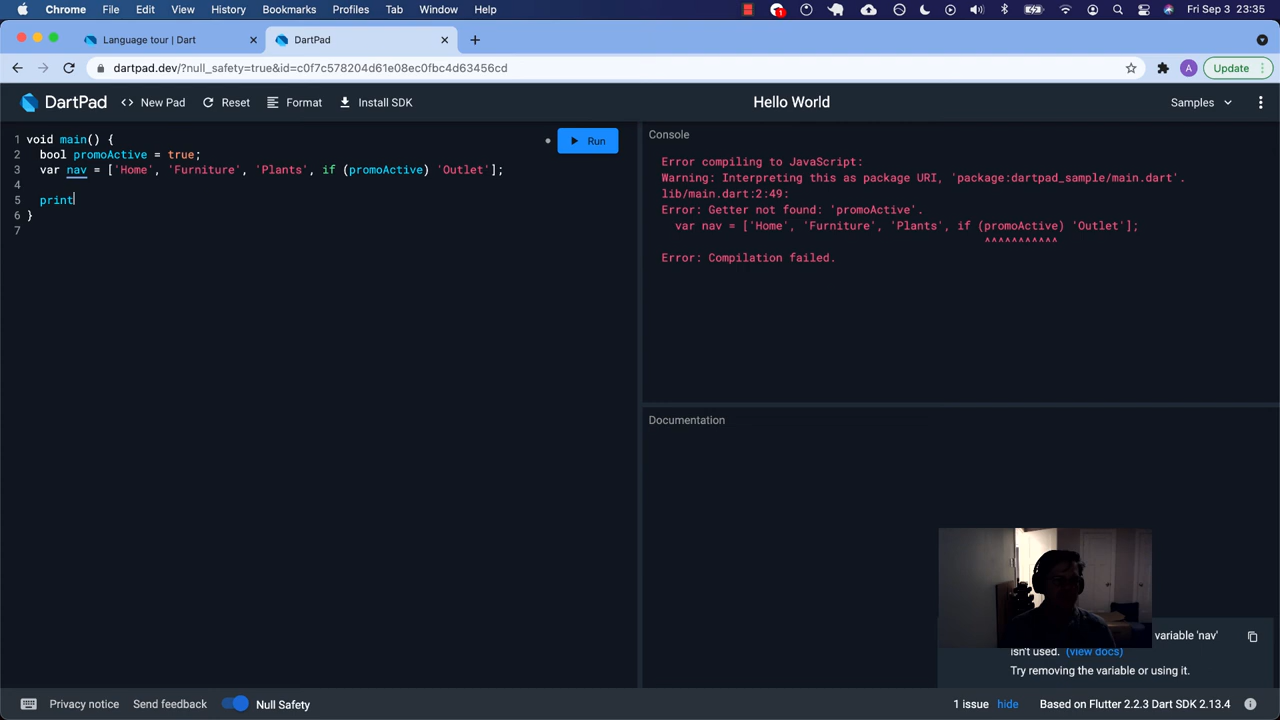 Chrome File Edit View History Bookmarks Profiles Tab Window Help 1 Fri Sep 3 23:35
Language tour | Dart DartPad
dartpad.dev/?null_safety=true&id=c0f7c578204d61e08ec0fbc4d63456cd A Update
DartPad <> New Pad Reset Format Install SDK Hello World Samples
1 void main() {
2 bool promoActive = true;
3 var nav = ['Home', 'Furniture', 'Plants', if (promoActive) 'Outlet'];
4
5 print
6 }
7
Run
Console
Error compiling to JavaScript:
Warning: Interpreting this as package URI, 'package:dartpad_sample/main.dart'.
lib/main.dart:2:49:
Error: Getter not found: 'promoActive'.
var nav = ['Home', 'Furniture', 'Plants', if (promoActive) 'Outlet'];
^^^^^^^^^^^
Error: Compilation failed.
Documentation
variable 'nav'
isn't used. (view docs)
Try removing the variable or using it.
Privacy notice Send feedback Null Safety 1 issue hide Based on Flutter 2.2.3 Dart SDK 2.13.4